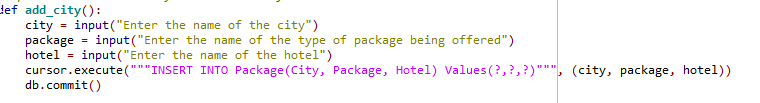 def add_city():
city = input("Enter the name of the city")
package = input("Enter the name of the type of package being offered")
hotel = input("Enter the name of the hotel")
cursor.execute("""INSERT INTO Package(City, Package, Hotel) Values(?,?,?)""", (city, package, hotel))
db.commit()